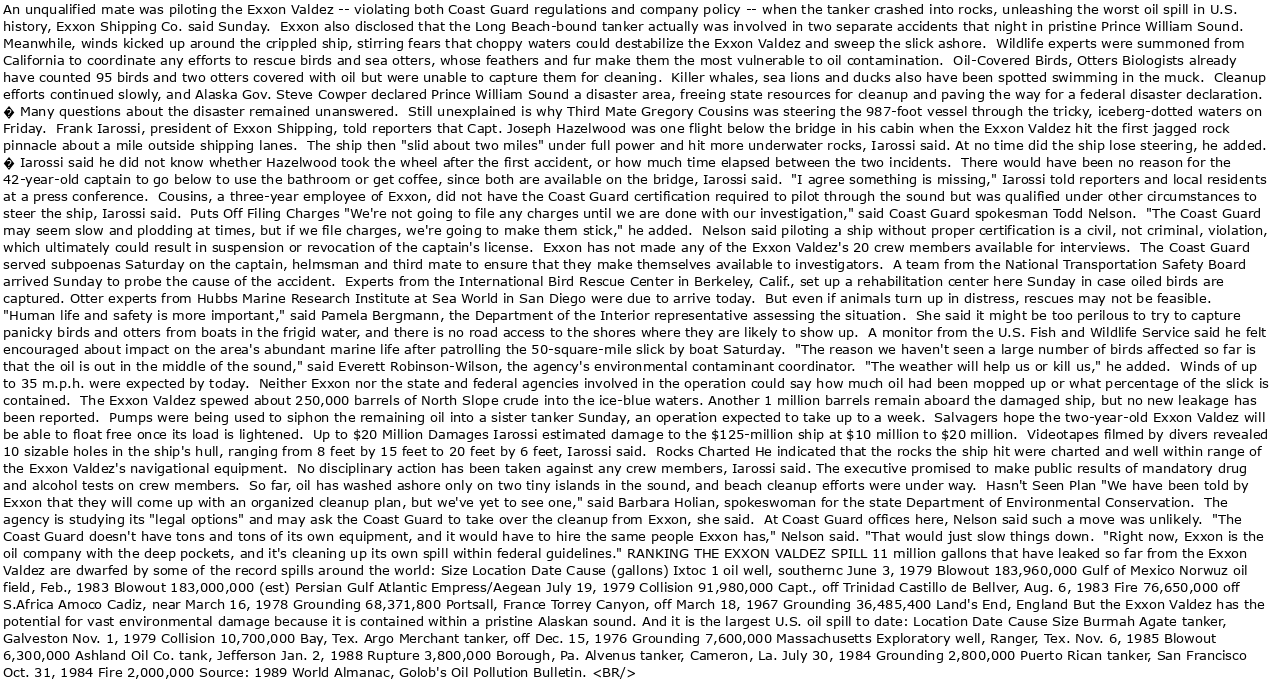 An unqualified mate was piloting the Exxon Valdez -- violating both Coast Guard regulations and company policy -- when the tanker crashed into rocks, unleashing the worst oil spill in U.S.
history, Exxon Shipping Co. said Sunday.  Exxon also disclosed that the Long Beach-bound tanker actually was involved in two separate accidents that night in pristine Prince William Sound.
Meanwhile, winds kicked up around the crippled ship, stirring fears that choppy waters could destabilize the Exxon Valdez and sweep the slick ashore.  Wildlife experts were summoned from
California to coordinate any efforts to rescue birds and sea otters, whose feathers and fur make them the most vulnerable to oil contamination.  Oil-Covered Birds, Otters Biologists already
have counted 95 birds and two otters covered with oil but were unable to capture them for cleaning.  Killer whales, sea lions and ducks also have been spotted swimming in the muck.  Cleanup
efforts continued slowly, and Alaska Gov. Steve Cowper declared Prince William Sound a disaster area, freeing state resources for cleanup and paving the way for a federal disaster declaration.
� Many questions about the disaster remained unanswered.  Still unexplained is why Third Mate Gregory Cousins was steering the 987-foot vessel through the tricky, iceberg-dotted waters on
Friday.  Frank Iarossi, president of Exxon Shipping, told reporters that Capt. Joseph Hazelwood was one flight below the bridge in his cabin when the Exxon Valdez hit the first jagged rock
pinnacle about a mile outside shipping lanes.  The ship then "slid about two miles" under full power and hit more underwater rocks, Iarossi said. At no time did the ship lose steering, he added.
� Iarossi said he did not know whether Hazelwood took the wheel after the first accident, or how much time elapsed between the two incidents.  There would have been no reason for the
42-year-old captain to go below to use the bathroom or get coffee, since both are available on the bridge, Iarossi said.  "I agree something is missing," Iarossi told reporters and local residents
at a press conference.  Cousins, a three-year employee of Exxon, did not have the Coast Guard certification required to pilot through the sound but was qualified under other circumstances to
steer the ship, Iarossi said.  Puts Off Filing Charges "We're not going to file any charges until we are done with our investigation," said Coast Guard spokesman Todd Nelson.  "The Coast Guard
may seem slow and plodding at times, but if we file charges, we're going to make them stick," he added.  Nelson said piloting a ship without proper certification is a civil, not criminal, violation,
which ultimately could result in suspension or revocation of the captain's license.  Exxon has not made any of the Exxon Valdez's 20 crew members available for interviews.  The Coast Guard
served subpoenas Saturday on the captain, helmsman and third mate to ensure that they make themselves available to investigators.  A team from the National Transportation Safety Board
arrived Sunday to probe the cause of the accident.  Experts from the International Bird Rescue Center in Berkeley, Calif., set up a rehabilitation center here Sunday in case oiled birds are
captured. Otter experts from Hubbs Marine Research Institute at Sea World in San Diego were due to arrive today.  But even if animals turn up in distress, rescues may not be feasible.
"Human life and safety is more important," said Pamela Bergmann, the Department of the Interior representative assessing the situation.  She said it might be too perilous to try to capture
panicky birds and otters from boats in the frigid water, and there is no road access to the shores where they are likely to show up.  A monitor from the U.S. Fish and Wildlife Service said he felt
encouraged about impact on the area's abundant marine life after patrolling the 50-square-mile slick by boat Saturday.  "The reason we haven't seen a large number of birds affected so far is
that the oil is out in the middle of the sound," said Everett Robinson-Wilson, the agency's environmental contaminant coordinator.  "The weather will help us or kill us," he added.  Winds of up
to 35 m.p.h. were expected by today.  Neither Exxon nor the state and federal agencies involved in the operation could say how much oil had been mopped up or what percentage of the slick is
contained.  The Exxon Valdez spewed about 250,000 barrels of North Slope crude into the ice-blue waters. Another 1 million barrels remain aboard the damaged ship, but no new leakage has
been reported.  Pumps were being used to siphon the remaining oil into a sister tanker Sunday, an operation expected to take up to a week.  Salvagers hope the two-year-old Exxon Valdez will
be able to float free once its load is lightened.  Up to $20 Million Damages Iarossi estimated damage to the $125-million ship at $10 million to $20 million.  Videotapes filmed by divers revealed
10 sizable holes in the ship's hull, ranging from 8 feet by 15 feet to 20 feet by 6 feet, Iarossi said.  Rocks Charted He indicated that the rocks the ship hit were charted and well within range of
the Exxon Valdez's navigational equipment.  No disciplinary action has been taken against any crew members, Iarossi said. The executive promised to make public results of mandatory drug
and alcohol tests on crew members.  So far, oil has washed ashore only on two tiny islands in the sound, and beach cleanup efforts were under way.  Hasn't Seen Plan "We have been told by
Exxon that they will come up with an organized cleanup plan, but we've yet to see one," said Barbara Holian, spokeswoman for the state Department of Environmental Conservation.  The
agency is studying its "legal options" and may ask the Coast Guard to take over the cleanup from Exxon, she said.  At Coast Guard offices here, Nelson said such a move was unlikely.  "The
Coast Guard doesn't have tons and tons of its own equipment, and it would have to hire the same people Exxon has," Nelson said. "That would just slow things down.  "Right now, Exxon is the
oil company with the deep pockets, and it's cleaning up its own spill within federal guidelines." RANKING THE EXXON VALDEZ SPILL 11 million gallons that have leaked so far from the Exxon
Valdez are dwarfed by some of the record spills around the world: Size Location Date Cause (gallons) Ixtoc 1 oil well, southernc June 3, 1979 Blowout 183,960,000 Gulf of Mexico Norwuz oil
field, Feb., 1983 Blowout 183,000,000 (est) Persian Gulf Atlantic Empress/Aegean July 19, 1979 Collision 91,980,000 Capt., off Trinidad Castillo de Bellver, Aug. 6, 1983 Fire 76,650,000 off
S.Africa Amoco Cadiz, near March 16, 1978 Grounding 68,371,800 Portsall, France Torrey Canyon, off March 18, 1967 Grounding 36,485,400 Land's End, England But the Exxon Valdez has the
potential for vast environmental damage because it is contained within a pristine Alaskan sound. And it is the largest U.S. oil spill to date: Location Date Cause Size Burmah Agate tanker,
Galveston Nov. 1, 1979 Collision 10,700,000 Bay, Tex. Argo Merchant tanker, off Dec. 15, 1976 Grounding 7,600,000 Massachusetts Exploratory well, Ranger, Tex. Nov. 6, 1985 Blowout
6,300,000 Ashland Oil Co. tank, Jefferson Jan. 2, 1988 Rupture 3,800,000 Borough, Pa. Alvenus tanker, Cameron, La. July 30, 1984 Grounding 2,800,000 Puerto Rican tanker, San Francisco
Oct. 31, 1984 Fire 2,000,000 Source: 1989 World Almanac, Golob's Oil Pollution Bulletin. <BR/>